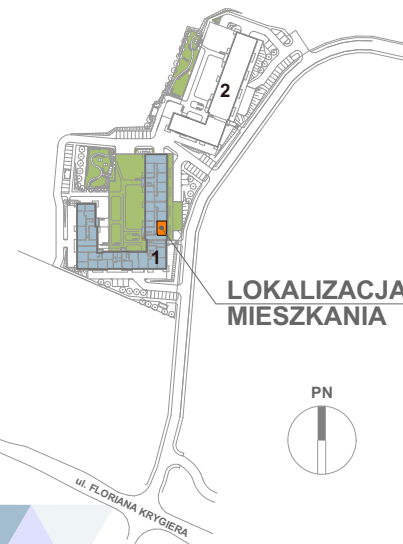 2
1
LOKALIZACJA
MIESZKANIA
PN
ul. FLORIANA KRYGIERA